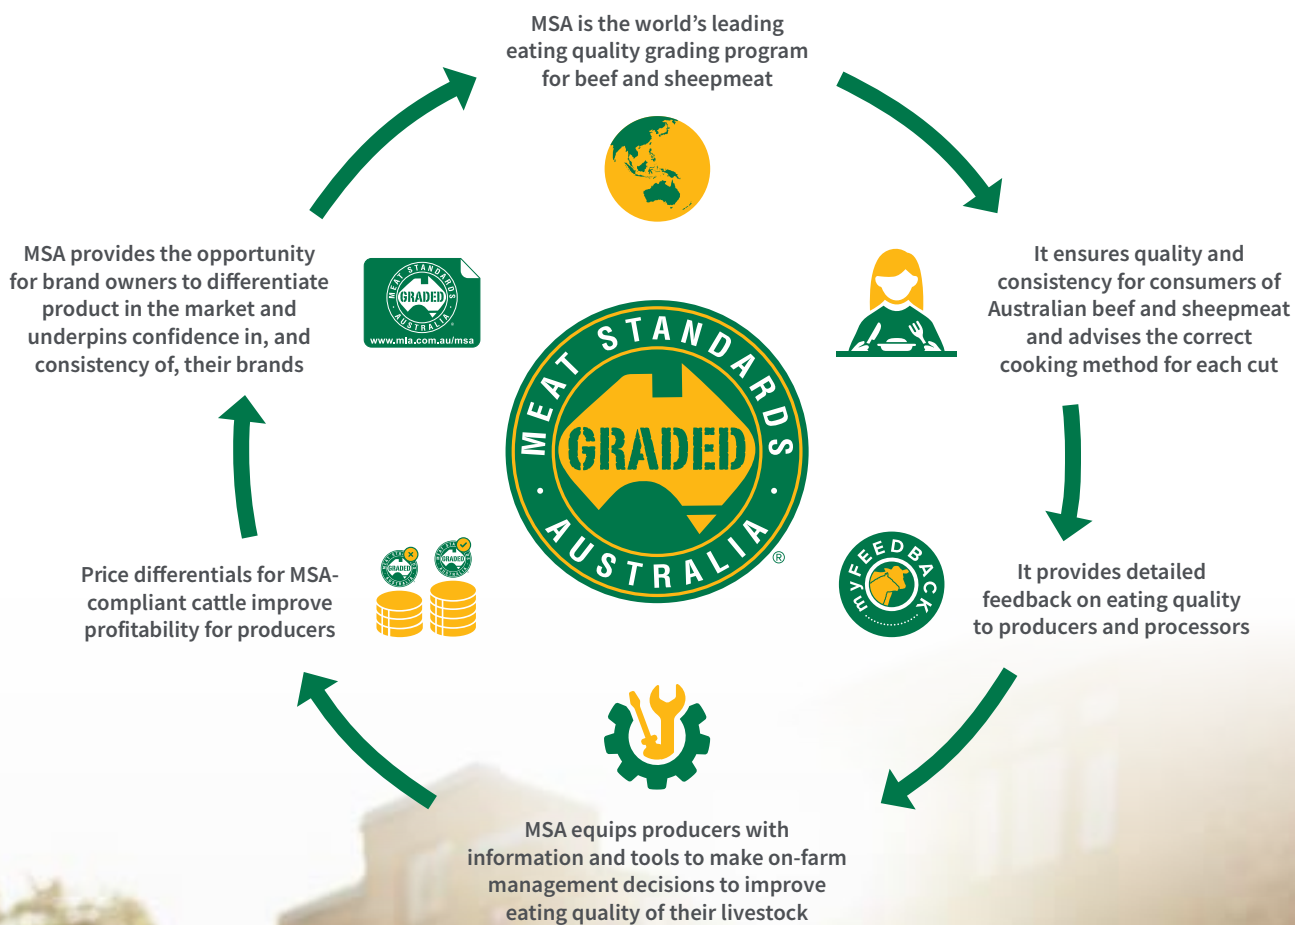 MSA is the world's leading
eating quality grading program
for beef and sheepmeat
It ensures quality and
consistency for consumers of
Australian beef and sheepmeat
and advises the correct
cooking method for each cut
myFEEDBACK
It provides detailed
feedback on eating quality
to producers and processors
MSA equips producers with
information and tools to make on-farm
management decisions to improve
eating quality of their livestock
Price differentials for MSA-
compliant cattle improve
profitability for producers
GRADED
GRADED
MSA provides the opportunity
for brand owners to differentiate
product in the market and
underpins confidence in, and
consistency of, their brands
MEAT STANDARDS
GRADED
AUSTRALIA
www.mla.com.au/msa
MEAT STANDARDS
GRADED
AUSTRALIA
®